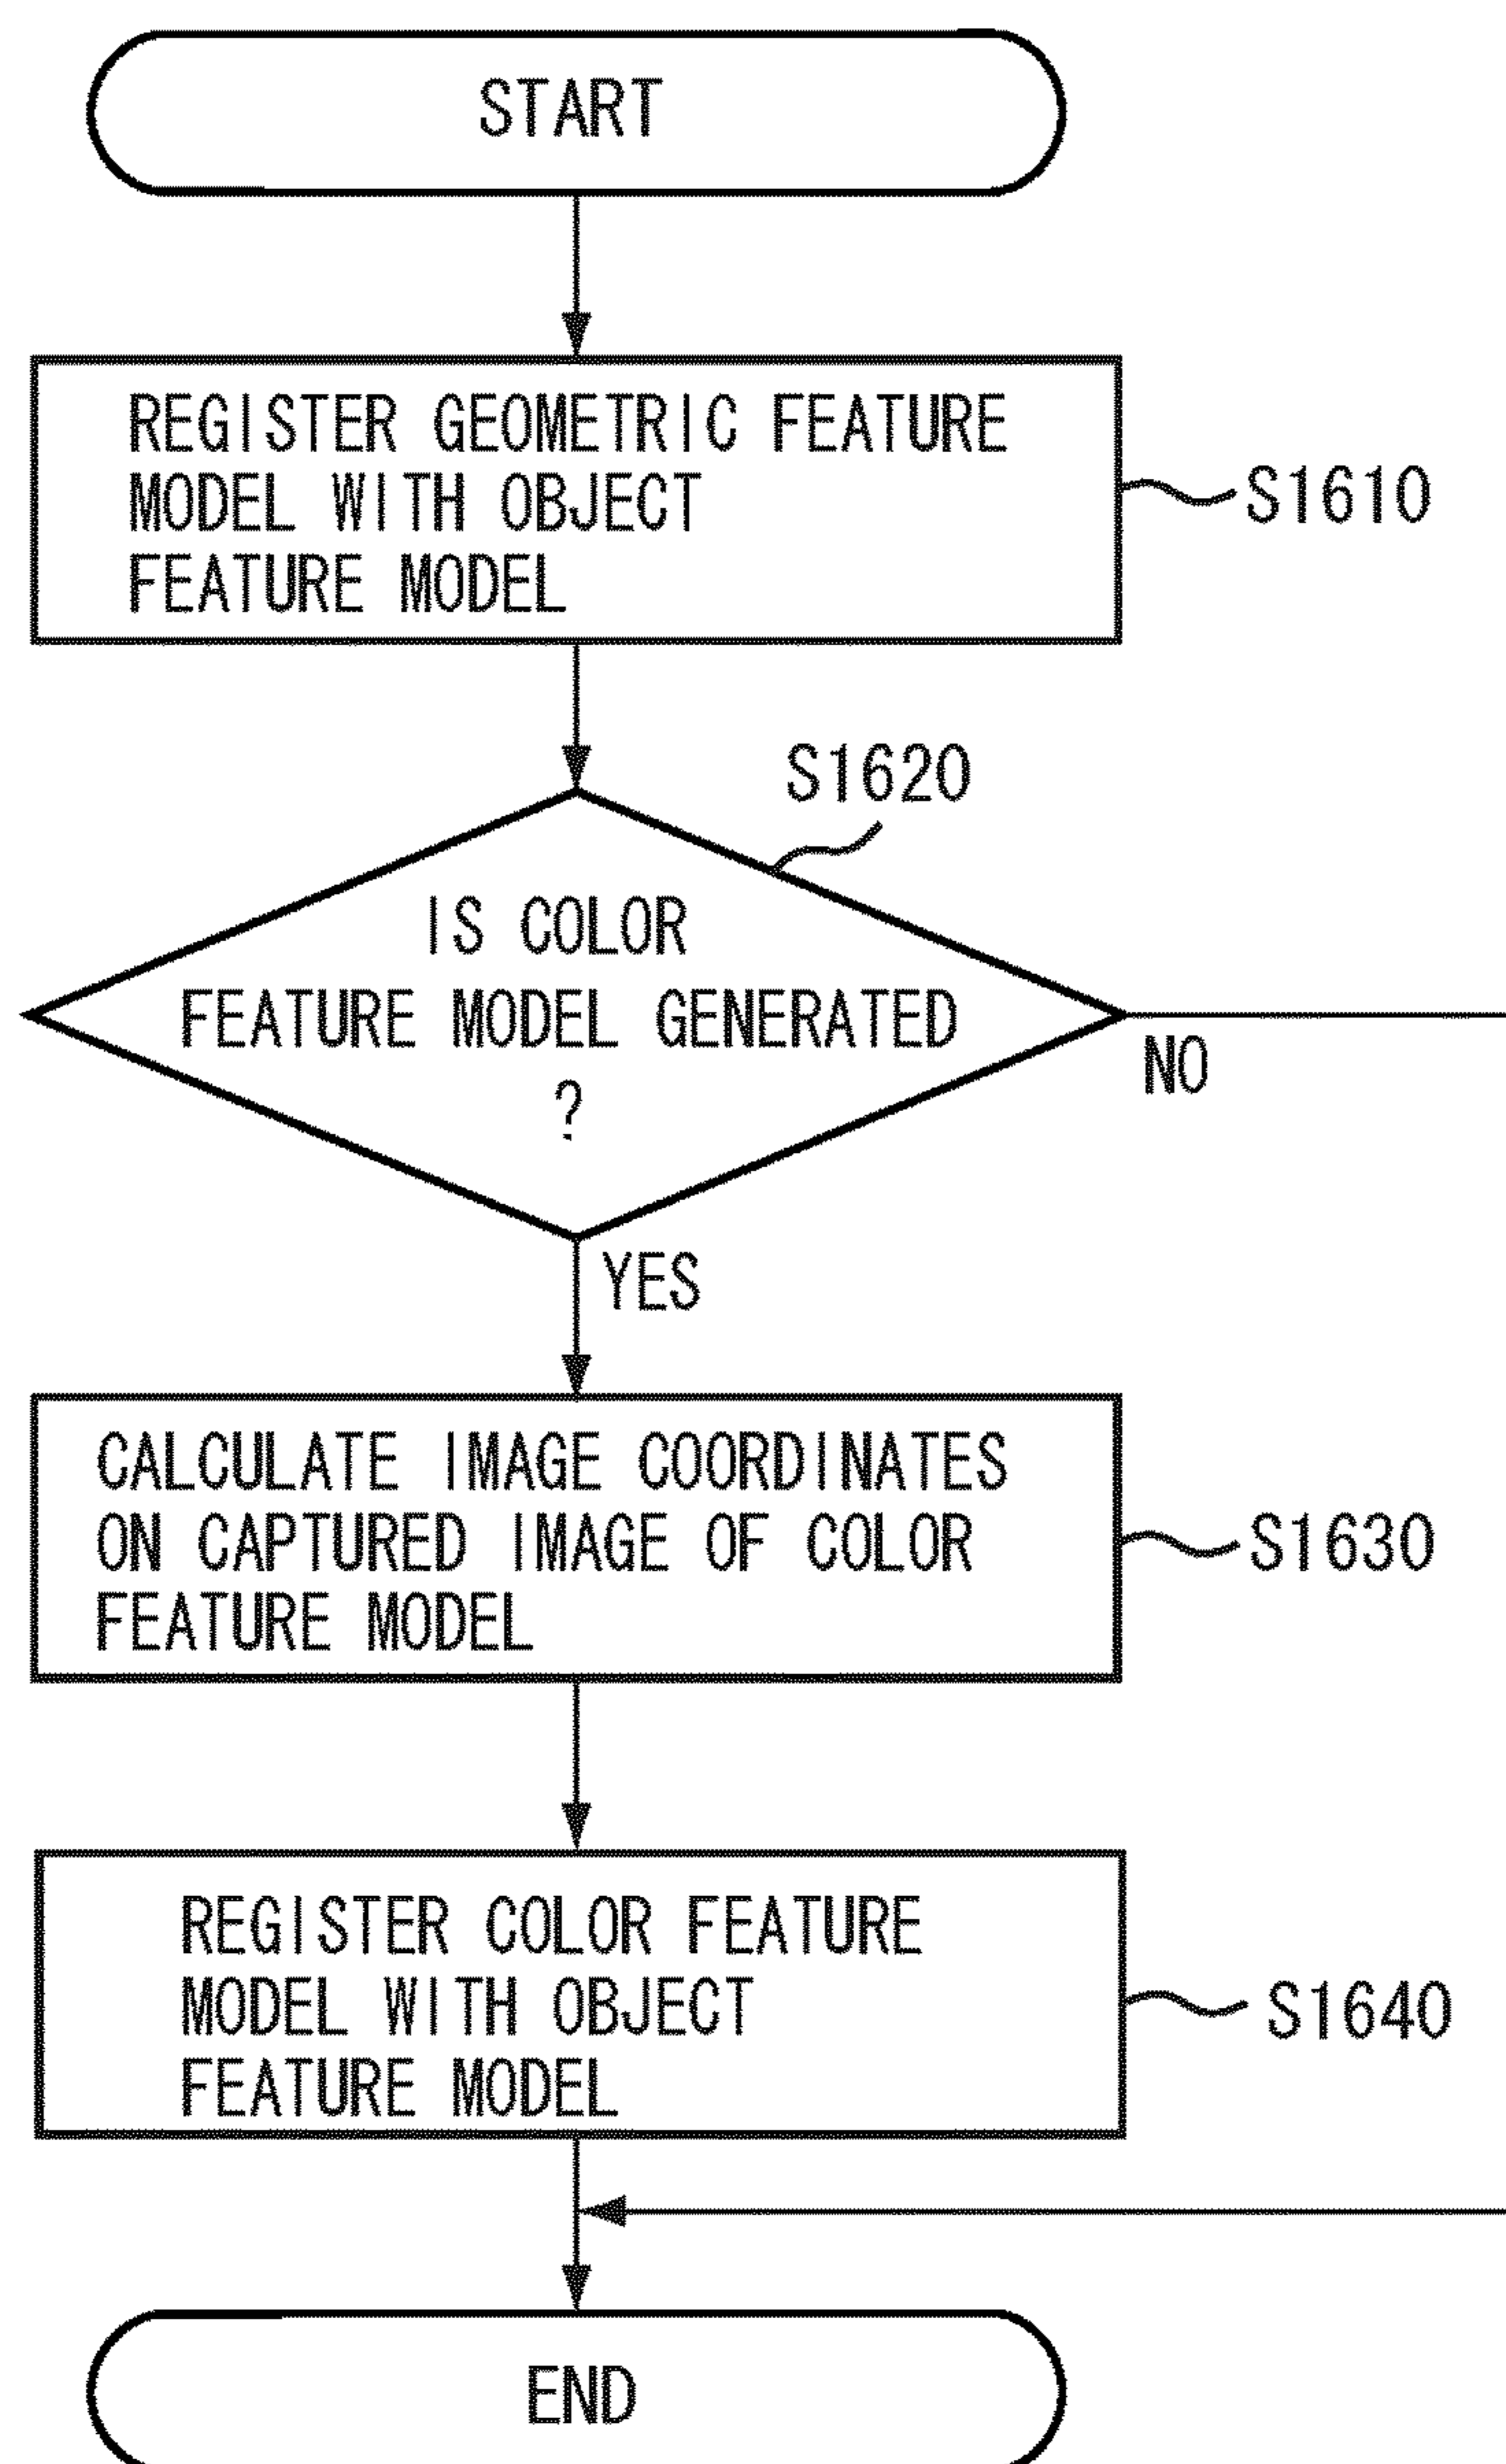 START
REGISTER GEOMETRIC FEATURE
MODEL WITH OBJECT
FEATURE MODEL
S1610
S1620
IS COLOR
FEATURE MODEL GENERATED
?
NO
YES
CALCULATE IMAGE COORDINATES
ON CAPTURED IMAGE OF COLOR
FEATURE MODEL
S1630
REGISTER COLOR FEATURE
MODEL WITH OBJECT
FEATURE MODEL
S1640
END